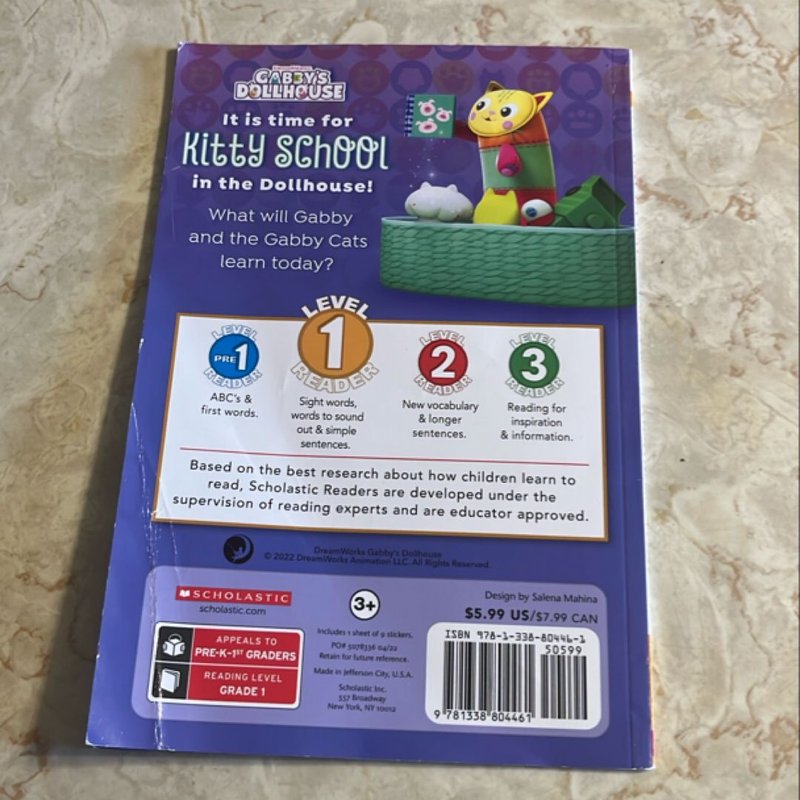 GABBY'S
DOLLHOUSE
It is time for
Kitty School
in the Dollhouse!
What will Gabby
and the Gabby Cats
learn today?
LEVEL
PRE 1
READER
ABC's &
first words.
LEVEL
1
READER
Sight words,
words to sound
out & simple
sentences.
LEVEL
2
READER
New vocabulary
& longer
sentences.
LEVEL
3
READER
Reading for
inspiration
& information.
Based on the best research about how children learn to
read, Scholastic Readers are developed under the
supervision of reading experts and are educator approved.
DreamWorks Gabby's Dollhouse
© 2022 DreamWorks Animation LLC. All Rights Reserved.
SCHOLASTIC
scholastic.com
APPEALS TO
PRE-K-1ST GRADERS
READING LEVEL
GRADE 1
3+
Includes 1 sheet of 9 stickers.
PO# 5078336 04/22
Retain for future reference.
Made in Jefferson City, U.S.A.
Scholastic Inc.
557 Broadway
New York, NY 10012
Design by Salena Mahina
$5.99 US/$7.99 CAN
ISBN 978-1-338-80446-1
50599
9 781338 804461